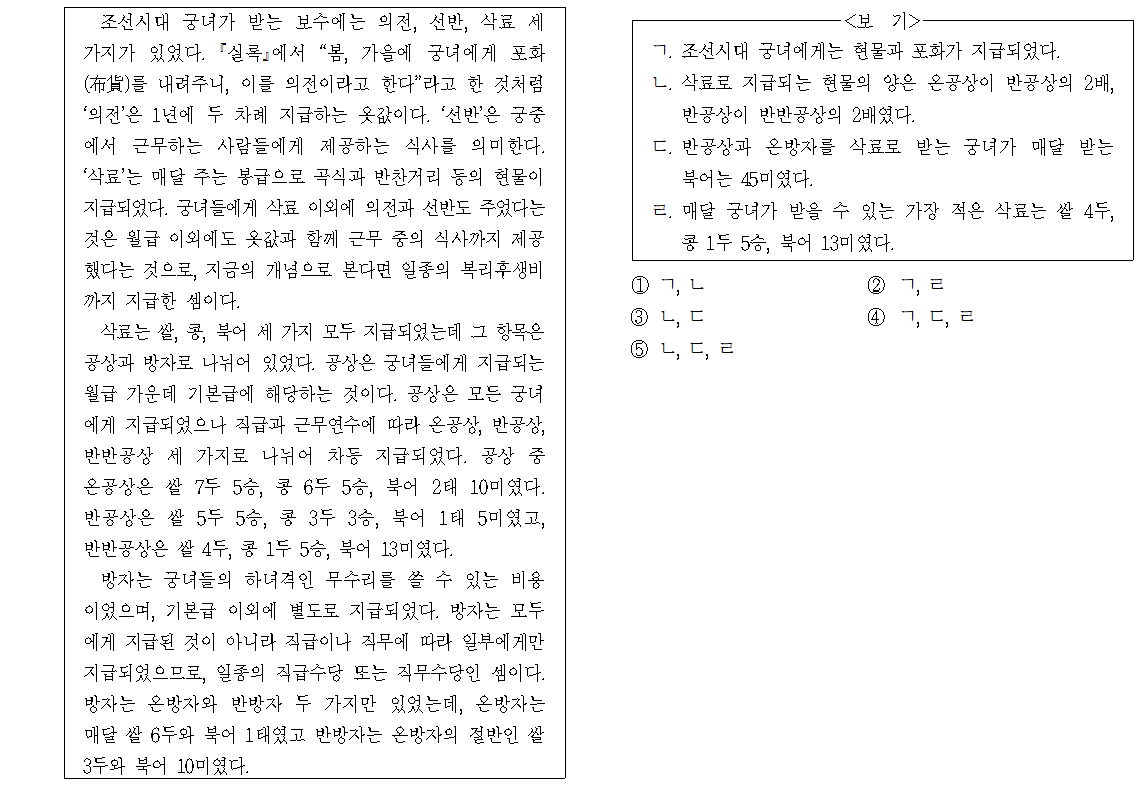 조선시대 궁녀가 받는 보수에는 의전, 선반, 삭료 세
가지가 있었다. 『실록』에서 “봄, 가을에 궁녀에게 포화
(布貨)를 내려주니, 이를 의전이라고 한다”라고 한 것처럼
‘의전’은 1년에 두 차례 지급하는 옷값이다. ‘선반’은 궁중
에서 근무하는 사람들에게 제공하는 식사를 의미한다.
‘삭료’는 매달 주는 봉급으로 곡식과 반찬거리 등의 현물이
지급되었다. 궁녀들에게 삭료 이외에 의전과 선반도 주었다는
것은 월급 이외에도 옷값과 함께 근무 중의 식사까지 제공
했다는 것으로, 지금의 개념으로 본다면 일종의 복리후생비
까지 지급한 셈이다.
삭료는 쌀, 콩, 북어 세 가지 모두 지급되었는데 그 항목은
공상과 방자로 나뉘어 있었다. 공상은 궁녀들에게 지급되는
월급 가운데 기본급에 해당하는 것이다. 공상은 모든 궁녀
에게 지급되었으나 직급과 근무연수에 따라 온공상, 반공상,
반반공상 세 가지로 나뉘어 차등 지급되었다. 공상 중
온공상은 쌀 7두 5승, 콩 6두 5승, 북어 2태 10미였다.
반공상은 쌀 5두 5승, 콩 3두 3승, 북어 1태 5미였고,
반반공상은 쌀 4두, 콩 1두 5승, 북어 13미였다.
방자는 궁녀들의 하녀격인 무수리를 쓸 수 있는 비용
이었으며, 기본급 이외에 별도로 지급되었다. 방자는 모두
에게 지급된 것이 아니라 직급이나 직무에 따라 일부에게만
지급되었으므로, 일종의 직급수당 또는 직무수당인 셈이다.
방자는 온방자와 반방자 두 가지만 있었는데, 온방자는
매달 쌀 6두와 북어 1태였고 반방자는 온방자의 절반인 쌀
3두와 북어 10미였다.
<보 기>
ㄱ. 조선시대 궁녀에게는 현물과 포화가 지급되었다.
ㄴ. 삭료로 지급되는 현물의 양은 온공상이 반공상의 2배,
반공상이 반반공상의 2배였다.
ㄷ. 반공상과 온방자를 삭료로 받는 궁녀가 매달 받는
북어는 45미였다.
ㄹ. 매달 궁녀가 받을 수 있는 가장 적은 삭료는 쌀 4두,
콩 1두 5승, 북어 13미였다.
① ㄱ, ㄴ ② ㄱ, ㄹ
③ ㄴ, ㄷ ④ ㄱ, ㄷ, ㄹ
⑤ ㄴ, ㄷ, ㄹ